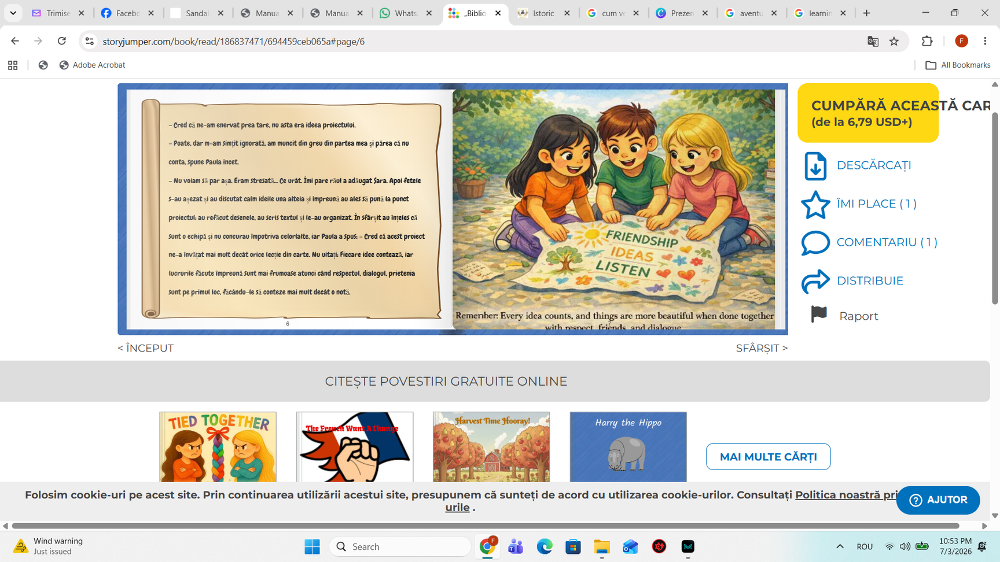 Trimise
Facebo
Sandal
Manua
Manua
Whats
„Biblio
Istoric
cum ve
Prezen
aventu
learnin
storyjumper.com/book/read/186837471/694459ceb065a#page/6
F
Adobe Acrobat
All Bookmarks
– Cred că ne-am enervat prea tare, nu asta era ideea proiectului.
– Poate, dar m-am simțit ignorată, am muncit din greu din partea mea și părea că nu
conta, spune Paula încet.
– Nu voiam să par așa. Eram stresată... Ce urât. Îmi pare rău! a adăugat Sara. Apoi fetele
s-au așezat și au discutat calm ideile una alteia și împreună au ales să pună la punct
proiectul: au refăcut desenele, au scris textul și le-au organizat. În sfârșit au înțeles că
sunt o echipă și nu concurau împotriva celorlalte, iar Paula a spus: – Cred că acest proiect
ne-a învățat mai mult decât orice lecție din carte. Nu uitați: Fiecare idee contează, iar
lucrurile făcute împreună sunt mai frumoase atunci când respectul, dialogul, prietenia
sunt pe primul loc, făcându-le să conteze mai mult decât o notă.
6
FRIENDSHIP
IDEAS
LISTEN
Remember: Every idea counts, and things are more beautiful when done together
with respect, friends, and dialogue
7
CUMPĂRĂ ACEASTĂ CAR
(de la 6,79 USD+)
DESCĂRCAȚI
ÎMI PLACE ( 1 )
COMENTARIU ( 1 )
DISTRIBUIE
Raport
< ÎNCEPUT
SFÂRȘIT >
CITEȘTE POVESTIRI GRATUITE ONLINE
TIED TOGETHER
The French Want A Change
Harvest Time Hooray!
Harry the Hippo
MAI MULTE CĂRȚI
Folosim cookie-uri pe acest site. Prin continuarea utilizării acestui site, presupunem că sunteți de acord cu utilizarea cookie-urilor. Consultați Politica noastră pri
urile .
AJUTOR
Wind warning
Just issued
Search
F
ROU
10:53 PM
7/3/2026